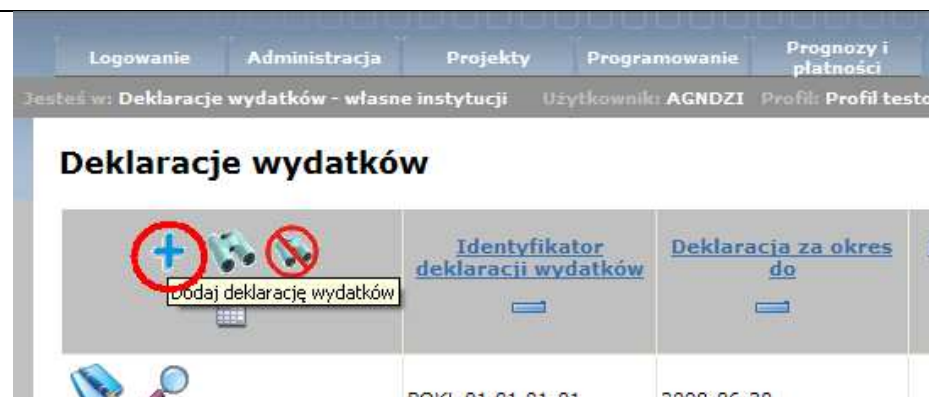 Logowanie Administracja Projekty Programowanie Prognozy i płatności
Jesteś w: Deklaracje wydatków - własne instytucji Użytkownik: AGNDZI Profil: Profil testo
Deklaracje wydatków
Identyfikator deklaracji wydatków
Deklaracja za okres do
Dodaj deklarację wydatków